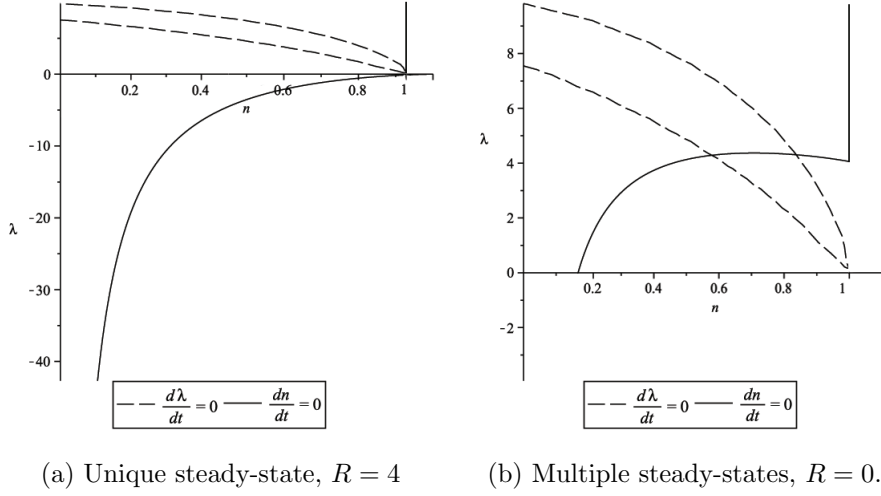 0
0.2
0.4
0.6
0.8
1
n
-10
-20
-30
-40
λ
dλ/dt = 0
dn/dt = 0
(a) Unique steady-state, R = 4
8
6
λ
4
2
0
0.2
0.4
0.6
0.8
1
n
-2
dλ/dt = 0
dn/dt = 0
(b) Multiple steady-states, R = 0.